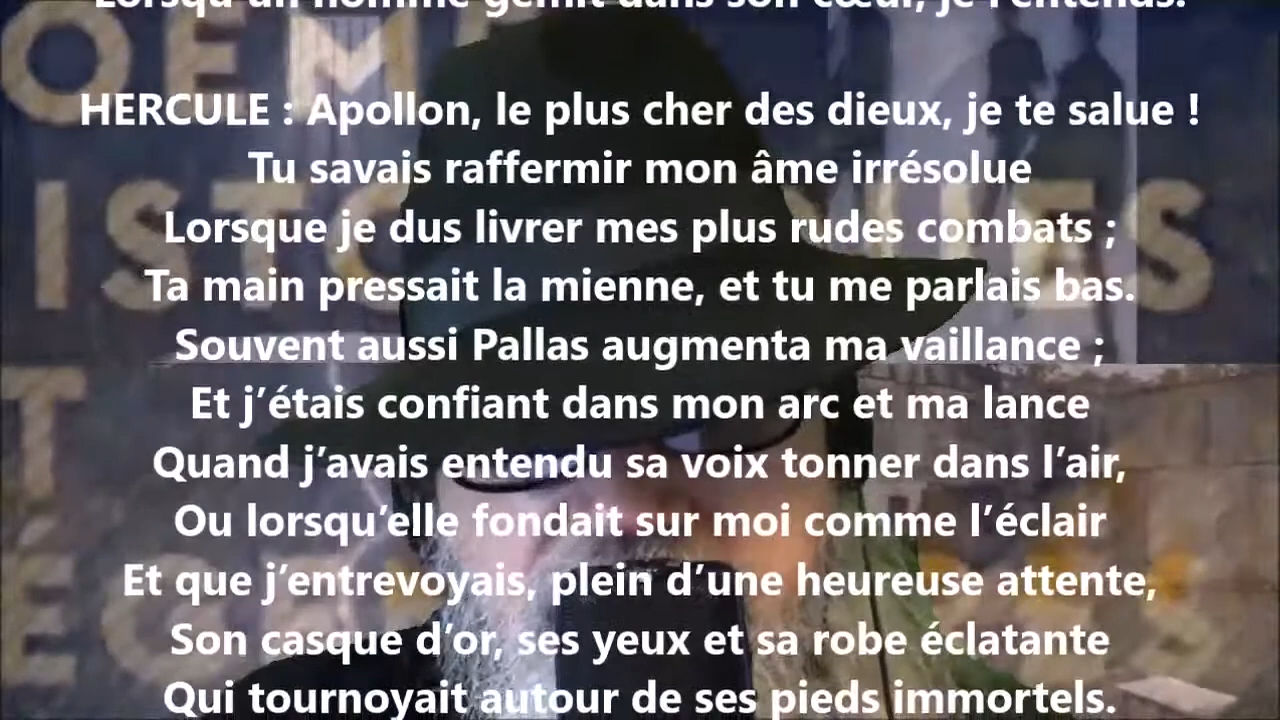 Lorsqu'un homme gémit dans son cœur, je l'entends.
HERCULE : Apollon, le plus cher des dieux, je te salue !
Tu savais raffermir mon âme irrésolue
Lorsque je dus livrer mes plus rudes combats ;
Ta main pressait la mienne, et tu me parlais bas.
Souvent aussi Pallas augmenta ma vaillance ;
Et j’étais confiant dans mon arc et ma lance
Quand j’avais entendu sa voix tonner dans l’air,
Ou lorsqu’elle fondait sur moi comme l’éclair
Et que j’entrevoyais, plein d’une heureuse attente,
Son casque d’or, ses yeux et sa robe éclatante
Qui tournoyait autour de ses pieds immortels.